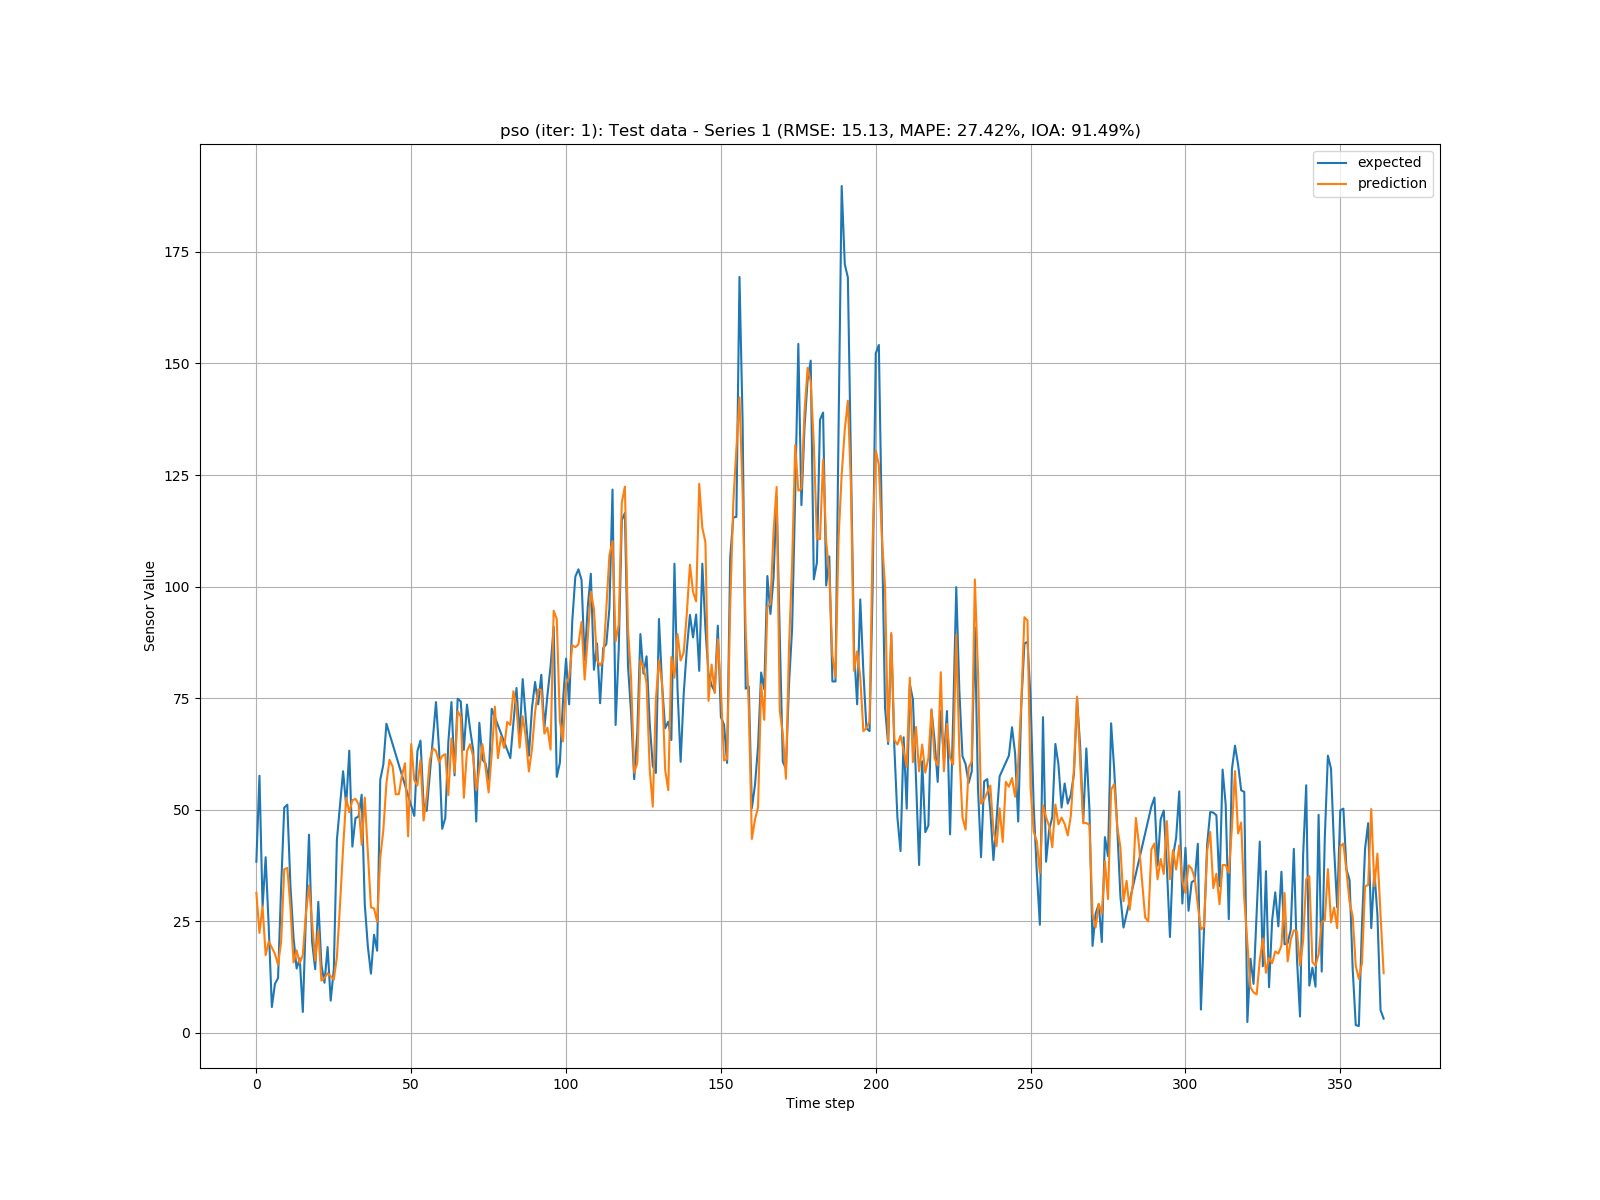 pso (iter: 1): Test data - Series 1 (RMSE: 15.13, MAPE: 27.42%, IOA: 91.49%)
expected
prediction
175
150
125
100
75
50
25
0
Sensor Value
0 50 100 150 200 250 300 350
Time step